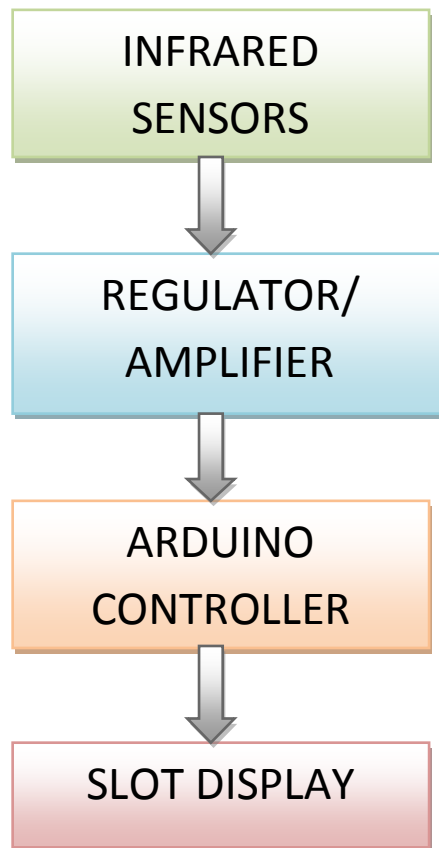 INFRARED
SENSORS
REGULATOR/
AMPLIFIER
ARDUINO
CONTROLLER
SLOT DISPLAY